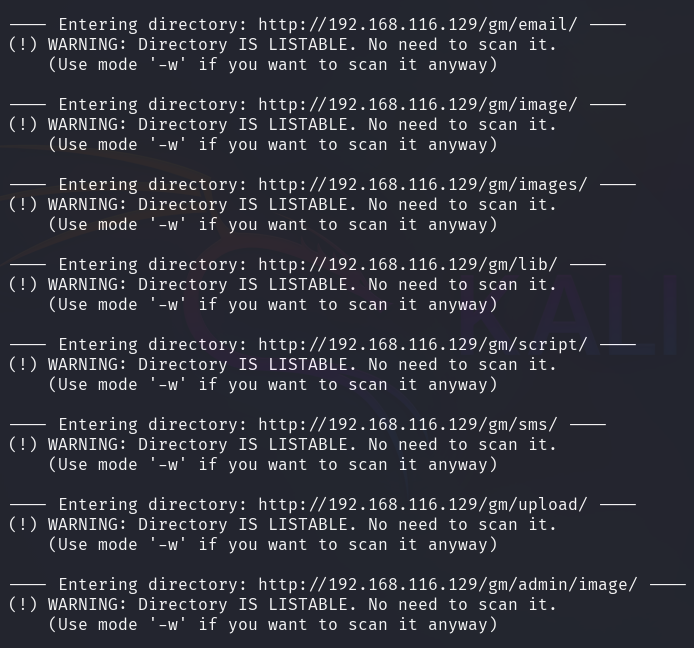 ---- Entering directory: http://192.168.116.129/gm/email/ ----
(!) WARNING: Directory IS LISTABLE. No need to scan it.
    (Use mode '-w' if you want to scan it anyway)

---- Entering directory: http://192.168.116.129/gm/image/ ----
(!) WARNING: Directory IS LISTABLE. No need to scan it.
    (Use mode '-w' if you want to scan it anyway)

---- Entering directory: http://192.168.116.129/gm/images/ ----
(!) WARNING: Directory IS LISTABLE. No need to scan it.
    (Use mode '-w' if you want to scan it anyway)

---- Entering directory: http://192.168.116.129/gm/lib/ ----
(!) WARNING: Directory IS LISTABLE. No need to scan it.
    (Use mode '-w' if you want to scan it anyway)

---- Entering directory: http://192.168.116.129/gm/script/ ----
(!) WARNING: Directory IS LISTABLE. No need to scan it.
    (Use mode '-w' if you want to scan it anyway)
KALI

---- Entering directory: http://192.168.116.129/gm/sms/ ----
(!) WARNING: Directory IS LISTABLE. No need to scan it.
    (Use mode '-w' if you want to scan it anyway)

---- Entering directory: http://192.168.116.129/gm/upload/ ----
(!) WARNING: Directory IS LISTABLE. No need to scan it.
    (Use mode '-w' if you want to scan it anyway)

---- Entering directory: http://192.168.116.129/gm/admin/image/ ----
(!) WARNING: Directory IS LISTABLE. No need to scan it.
    (Use mode '-w' if you want to scan it anyway)